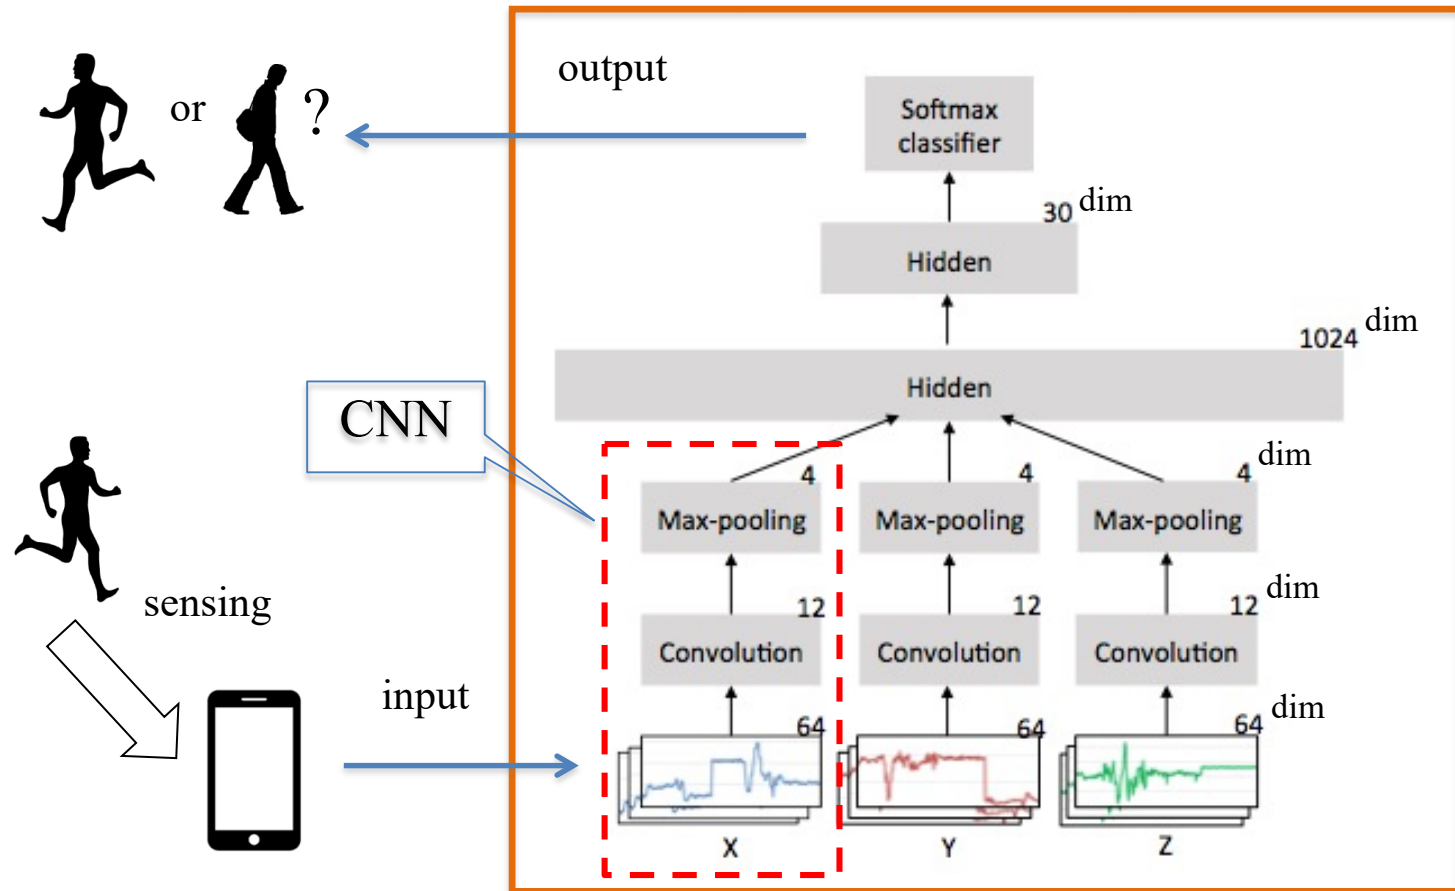 output
or
?
Softmax
classifier
30 dim
Hidden
1024 dim
Hidden
CNN
4
4
4 dim
Max-pooling
Max-pooling
Max-pooling
sensing
12
12
12 dim
Convolution
Convolution
Convolution
input
64
64
64 dim
X
Y
Z